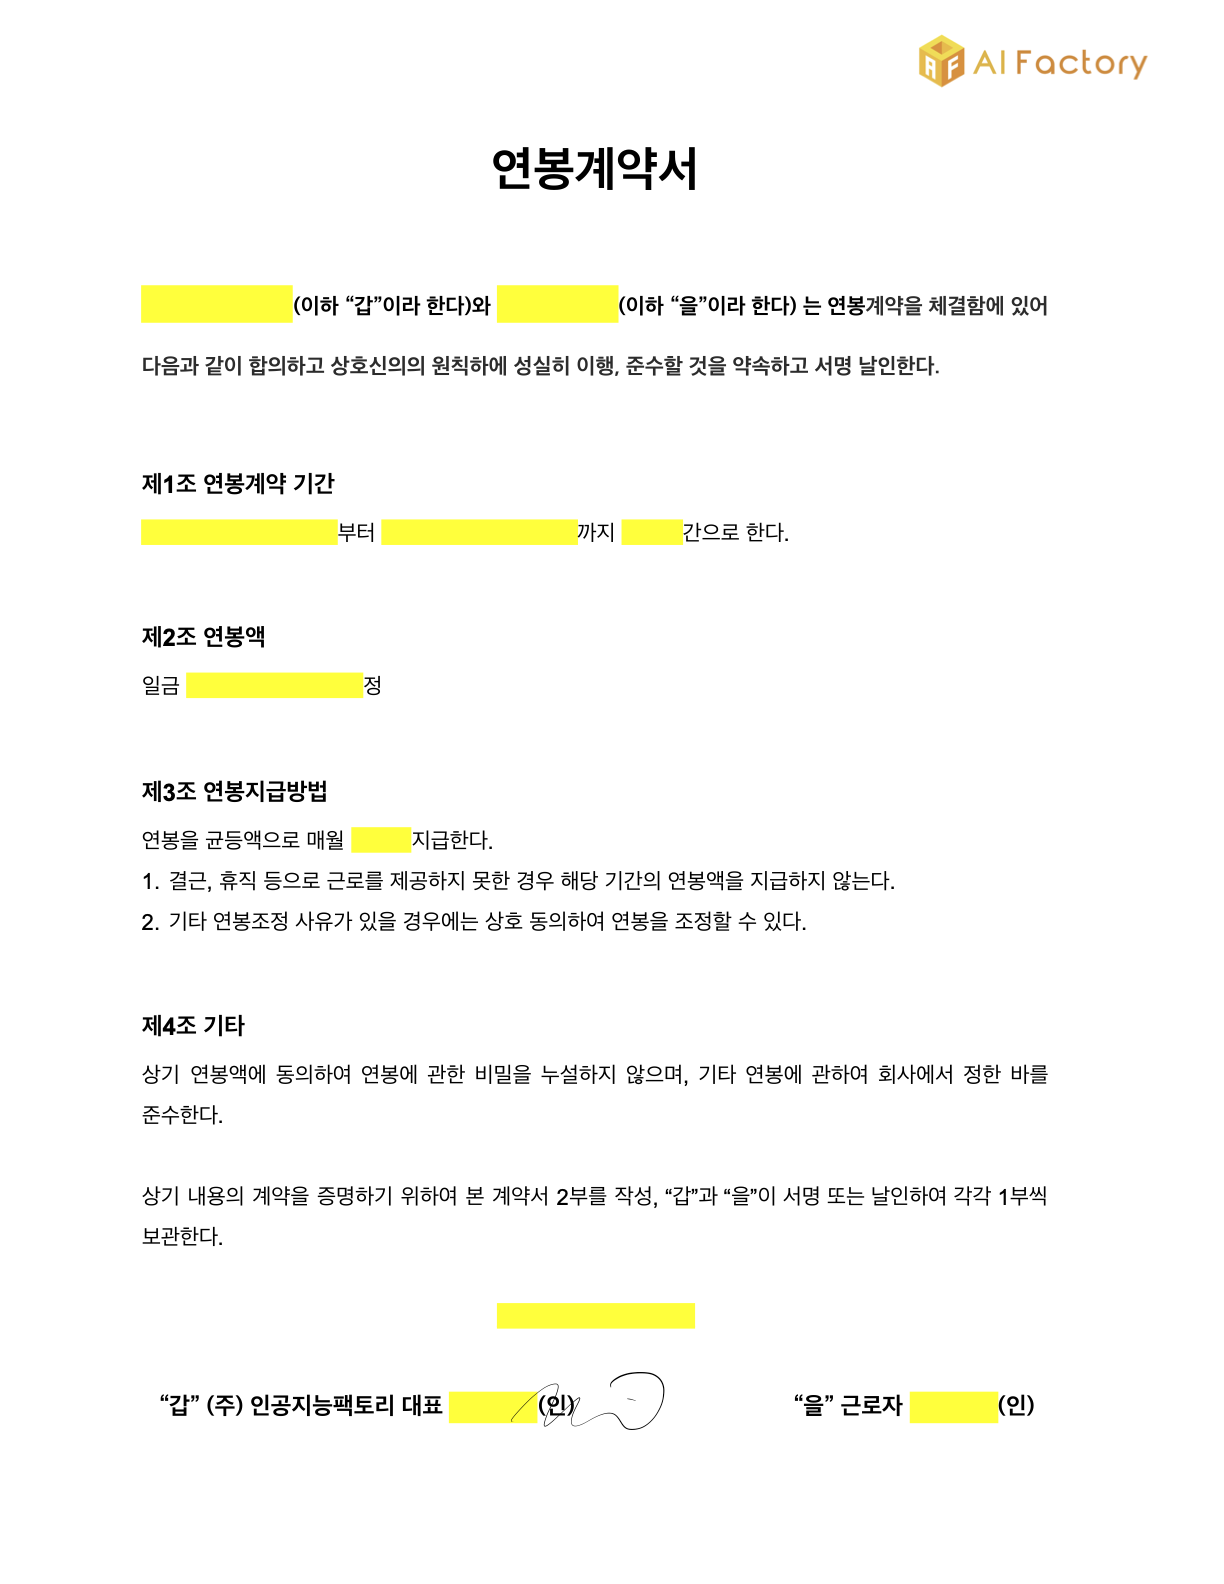 AI Factory
연봉계약서
(이하 “갑”이라 한다)와 (이하 “을”이라 한다) 는 연봉계약을 체결함에 있어
다음과 같이 합의하고 상호신의의 원칙하에 성실히 이행, 준수할 것을 약속하고 서명 날인한다.
제1조 연봉계약 기간
부터 까지 간으로 한다.
제2조 연봉액
일금 정
제3조 연봉지급방법
연봉을 균등액으로 매월 지급한다.
1. 결근, 휴직 등으로 근로를 제공하지 못한 경우 해당 기간의 연봉액을 지급하지 않는다.
2. 기타 연봉조정 사유가 있을 경우에는 상호 동의하여 연봉을 조정할 수 있다.
제4조 기타
상기 연봉액에 동의하여 연봉에 관한 비밀을 누설하지 않으며, 기타 연봉에 관하여 회사에서 정한 바를
준수한다.
상기 내용의 계약을 증명하기 위하여 본 계약서 2부를 작성, “갑”과 “을”이 서명 또는 날인하여 각각 1부씩
보관한다.
“갑” (주) 인공지능팩토리 대표 (인) “을” 근로자 (인)